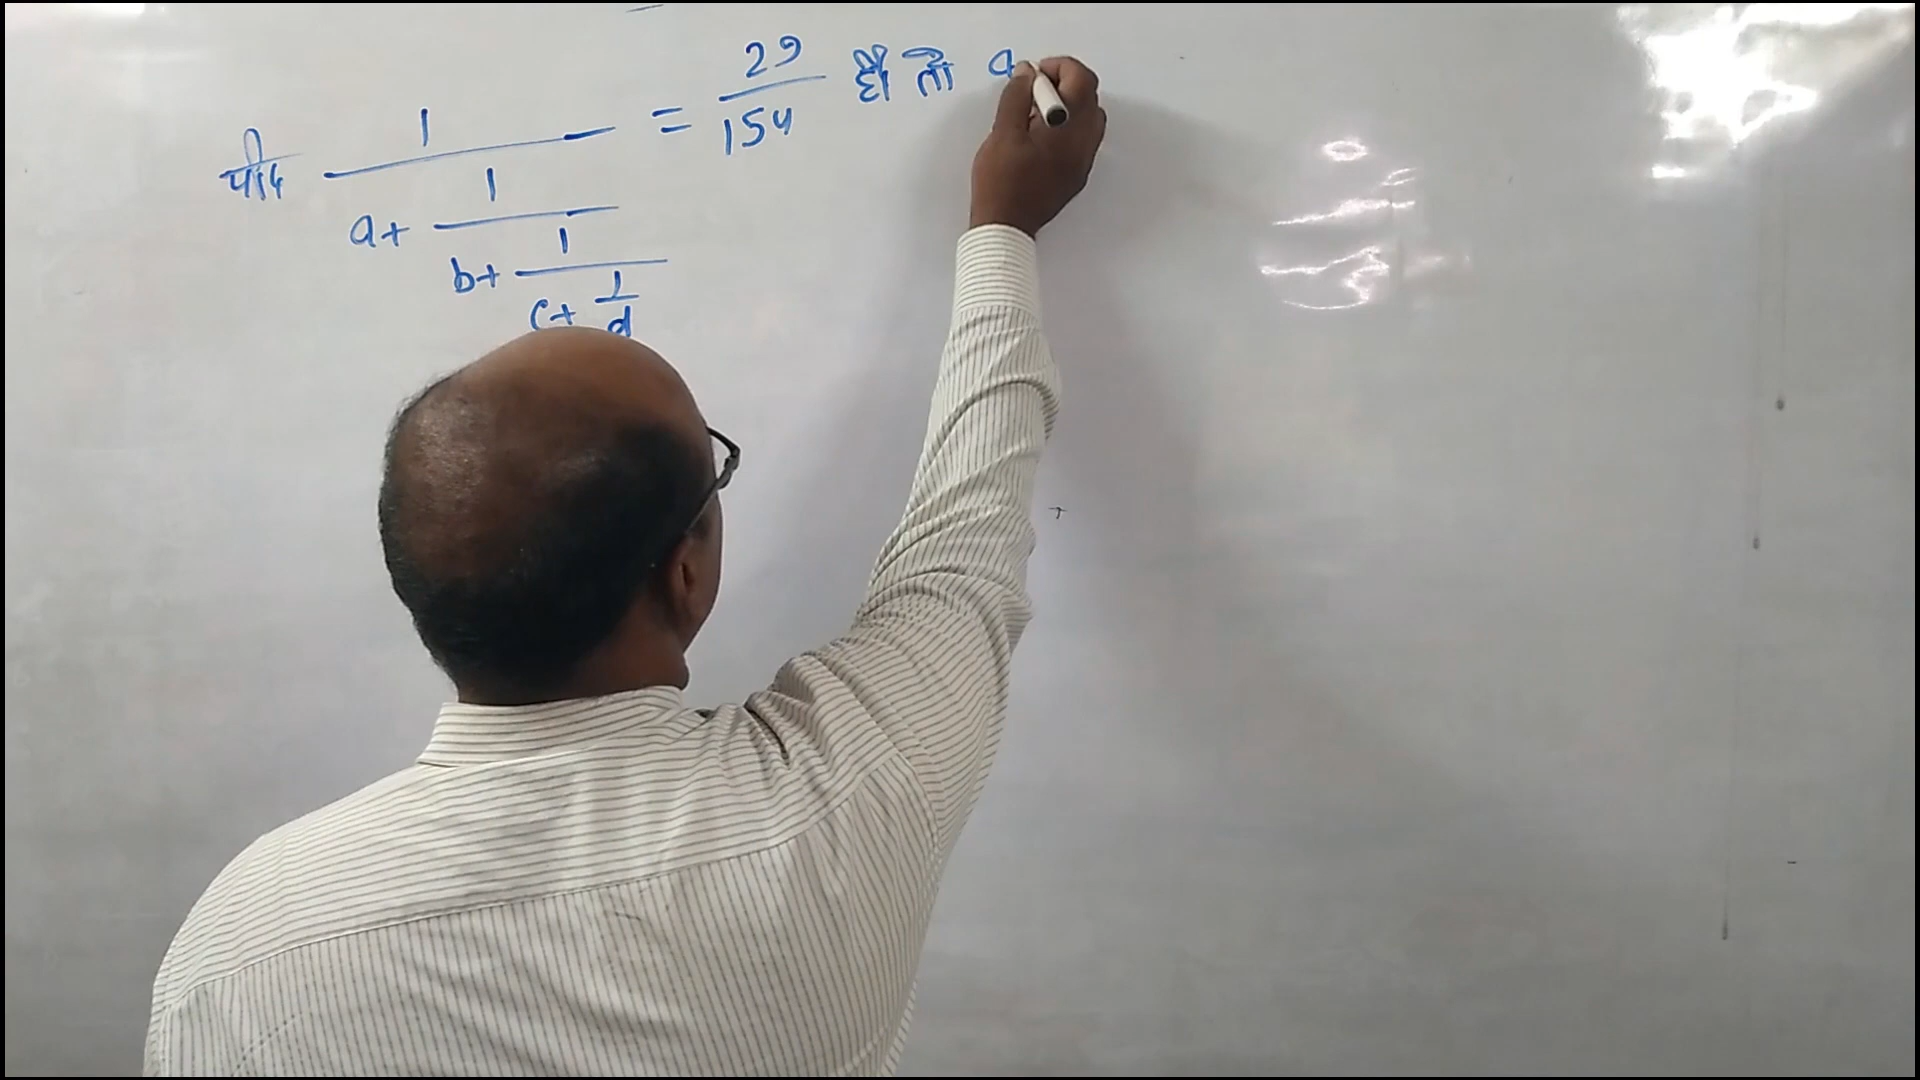 यदि 1 = 29/154 हो तो a
a+ 1
b+ 1
c+ 1/d